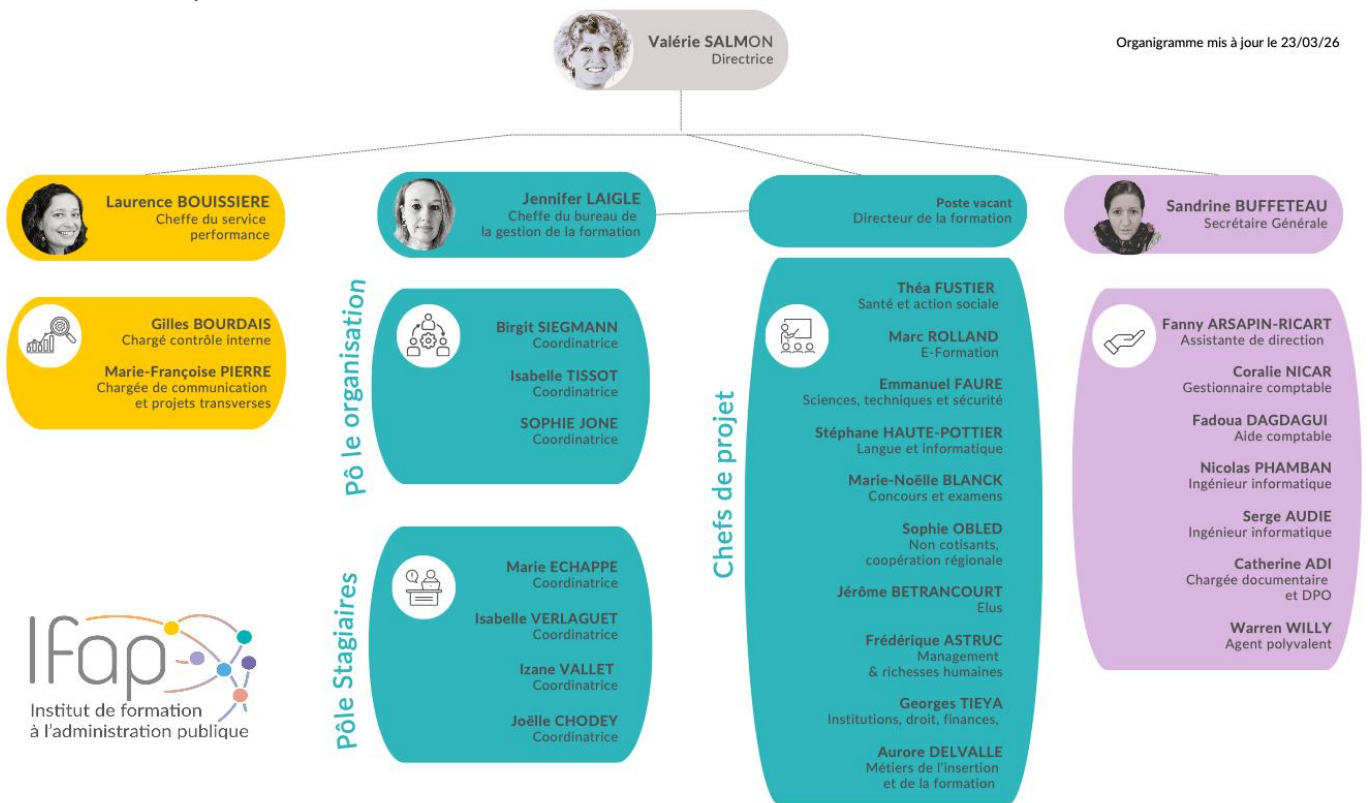 Valérie SALMON
Directrice
Organigramme mis à jour le 23/03/26
Laurence BOUISSIERE
Cheffe du service
performance
Jennifer LAIGLE
Cheffe du bureau de
la gestion de la formation
Poste vacant
Directeur de la formation
Sandrine BUFFETEAU
Secrétaire Générale
Gilles BOURDAIS
Chargé contrôle interne
Marie-Françoise PIERRE
Chargée de communication
et projets transverses
Pô le organisation
Birgit SIEGMANN
Coordinatrice
Isabelle TISSOT
Coordinatrice
SOPHIE JONE
Coordinatrice
Pôle Stagiaires
Marie ECHAPPE
Coordinatrice
Isabelle VERLAGUET
Coordinatrice
Izane VALLET
Coordinatrice
Joëlle CHODEY
Coordinatrice
Chefs de projet
Théa FUSTIER
Santé et action sociale
Marc ROLLAND
E-Formation
Emmanuel FAURE
Sciences, techniques et sécurité
Stéphane HAUTE-POTTIER
Langue et informatique
Marie-Noëlle BLANCK
Concours et examens
Sophie OBLED
Non cotisants,
coopération régionale
Jérôme BETRANCOURT
Elus
Frédérique ASTRUC
Management
& richesses humaines
Georges TIEYA
Institutions, droit, finances,
Aurore DELVALLE
Métiers de l'insertion
et de la formation
Fanny ARSAPIN-RICART
Assistante de direction
Coralie NICAR
Gestionnaire comptable
Fadoua DAGDAGUI
Aide comptable
Nicolas PHAMBAN
Ingénieur informatique
Serge AUDIE
Ingénieur informatique
Catherine ADI
Chargée documentaire
et DPO
Warren WILLY
Agent polyvalent
Ifap
Institut de formation
à l'administration publique